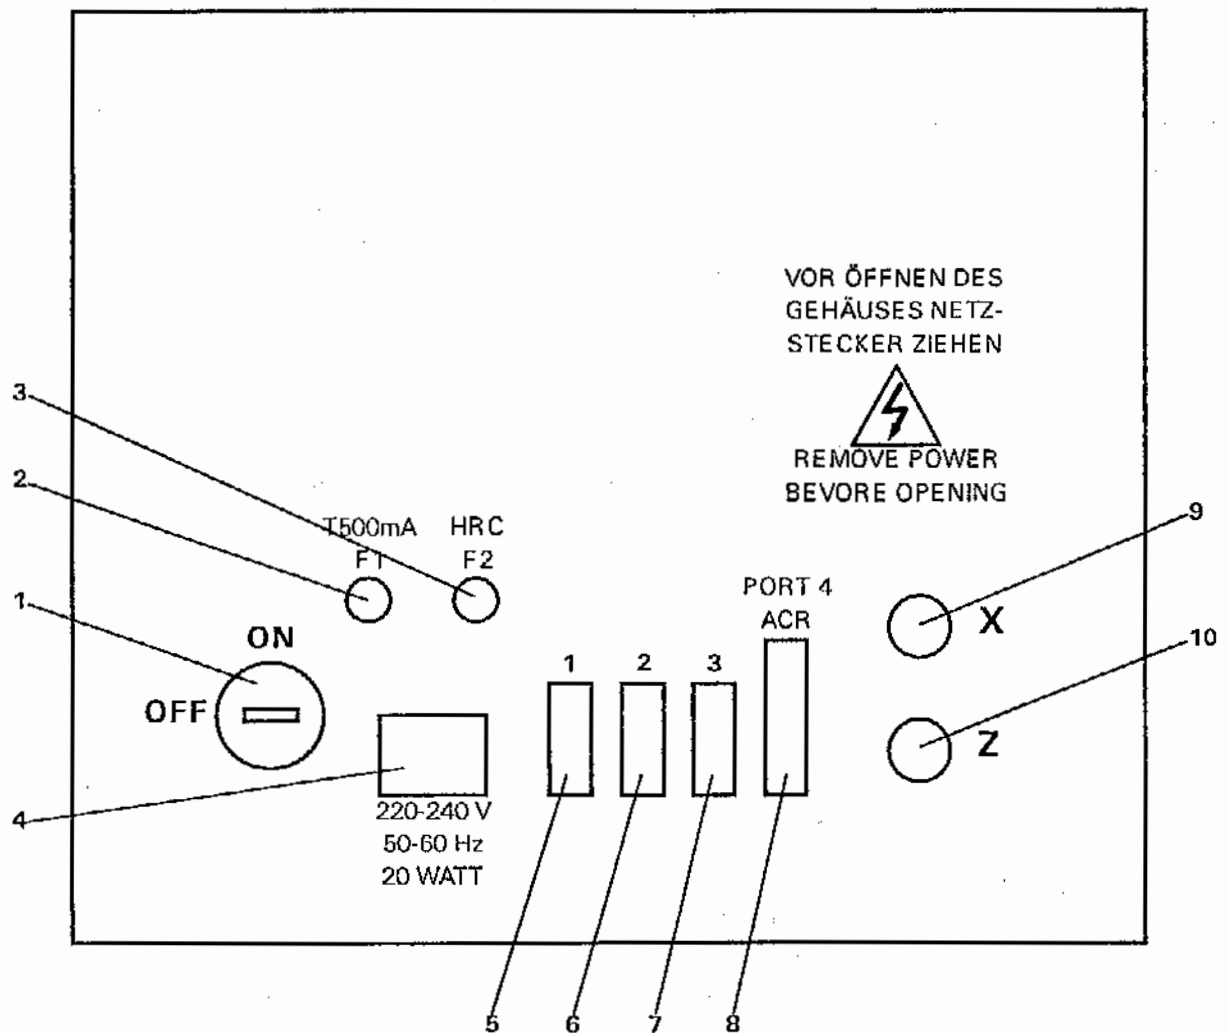 VOR ÖFFNEN DES
GEHÄUSES NETZ-
STECKER ZIEHEN
REMOVE POWER
BEVORE OPENING
3
2
1
4
T500mA
F1
HRC
F2
ON
OFF
220-240 V
50-60 Hz
20 WATT
1
2
3
PORT 4
ACR
X
Z
9
10
5
6
7
8